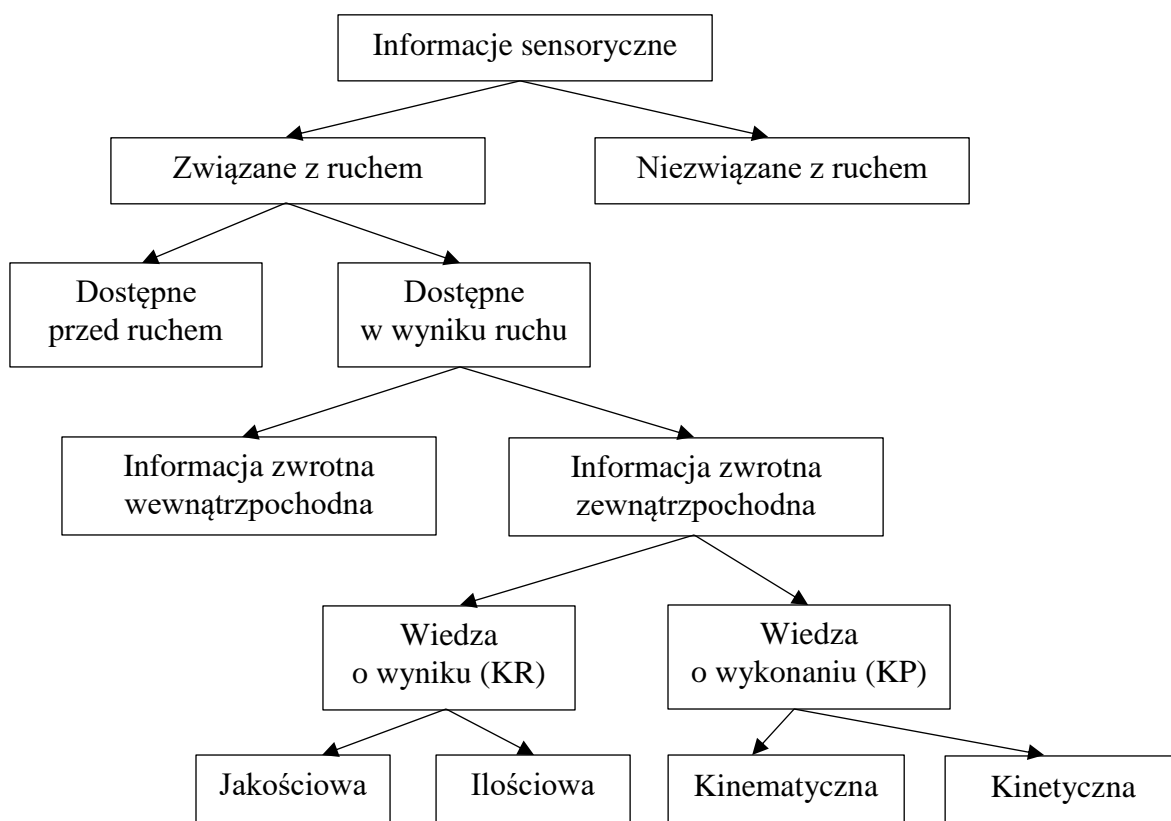 Informacje sensoryczne
Związane z ruchem
Niezwiązane z ruchem
Dostępne
przed ruchem
Dostępne
w wyniku ruchu
Informacja zwrotna
wewnątrzpochodna
Informacja zwrotna
zewnątrzpochodna
Wiedza
o wyniku (KR)
Wiedza
o wykonaniu (KP)
Jakościowa
Ilościowa
Kinematyczna
Kinetyczna